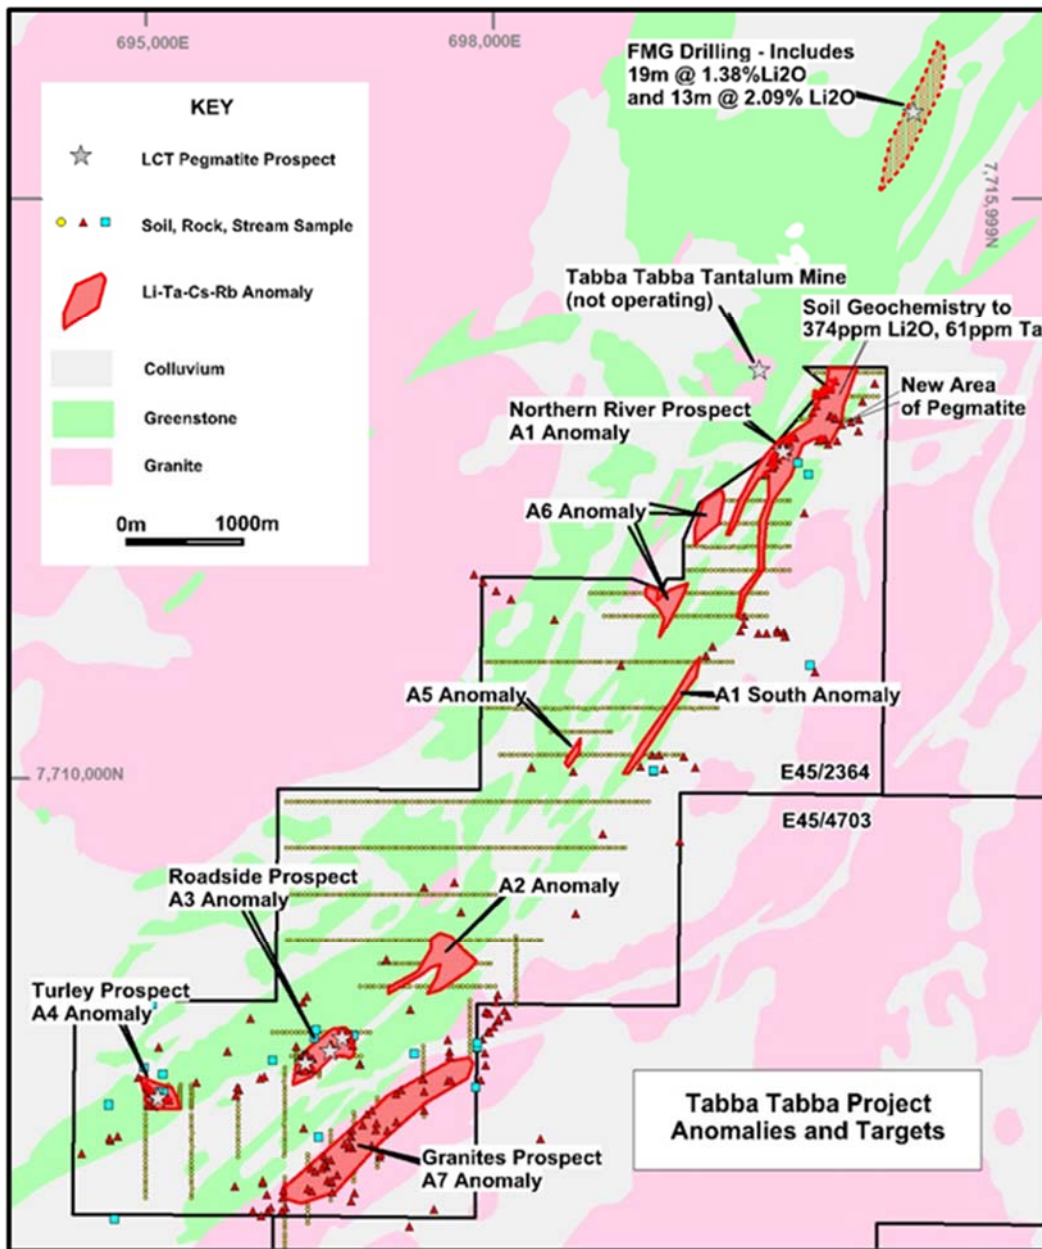 695,000E
698,000E
FMG Drilling - Includes
19m @ 1.38%Li2O
and 13m @ 2.09% Li2O
KEY
LCT Pegmatite Prospect
Soil, Rock, Stream Sample
Li-Ta-Cs-Rb Anomaly
Colluvium
Greenstone
Granite
0m 1000m
7,715,999N
Tabba Tabba Tantalum Mine
(not operating)
Soil Geochemistry to
374ppm Li2O, 61ppm Ta
New Area
of Pegmatite
Northern River Prospect
A1 Anomaly
A6 Anomaly
A5 Anomaly
A1 South Anomaly
7,710,000N
E45/2364
E45/4703
Roadside Prospect
A3 Anomaly
A2 Anomaly
Turley Prospect
A4 Anomaly
Granites Prospect
A7 Anomaly
Tabba Tabba Project
Anomalies and Targets